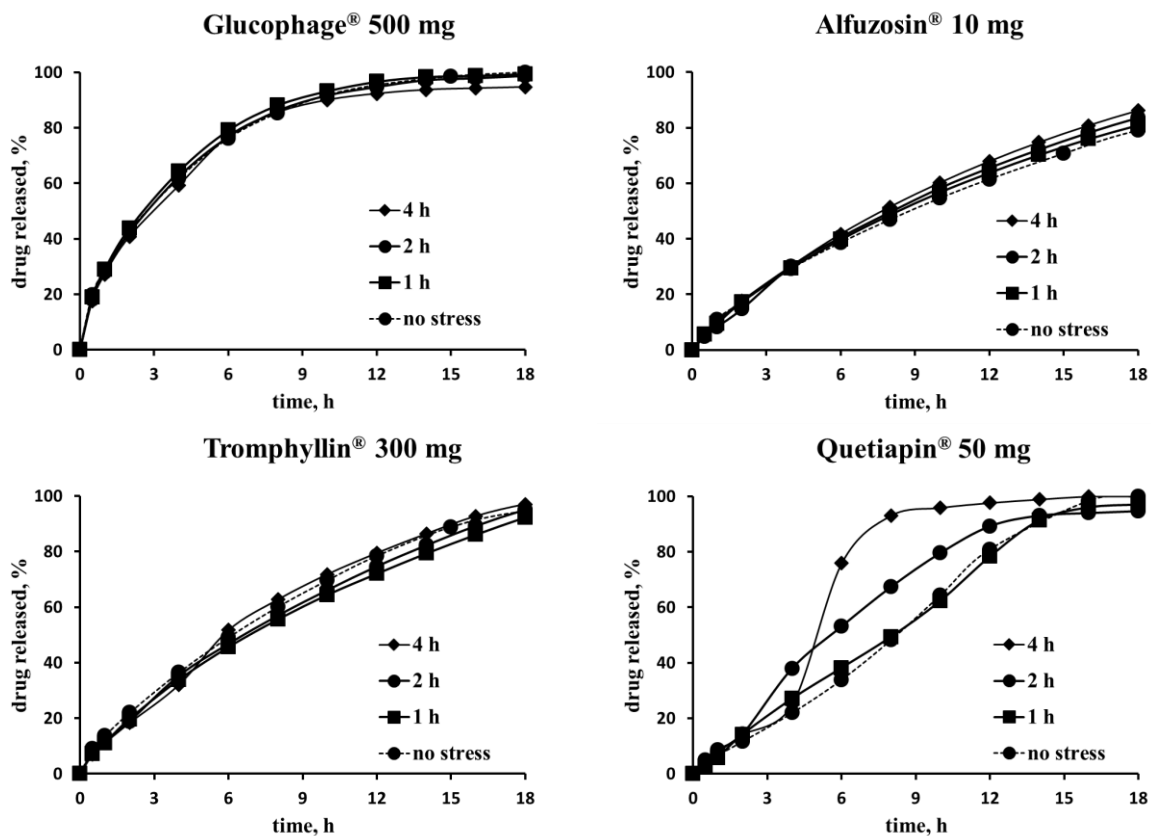 Glucophage® 500 mg
drug released, %
100
80
60
40
20
0
4 h
2 h
1 h
no stress
0 3 6 9 12 15 18
time, h
Alfuzosin® 10 mg
drug released, %
100
80
60
40
20
0
4 h
2 h
1 h
no stress
0 3 6 9 12 15 18
time, h
Tromphyllin® 300 mg
drug released, %
100
80
60
40
20
0
4 h
2 h
1 h
no stress
0 3 6 9 12 15 18
time, h
Quetiapin® 50 mg
drug released, %
100
80
60
40
20
0
4 h
2 h
1 h
no stress
0 3 6 9 12 15 18
time, h